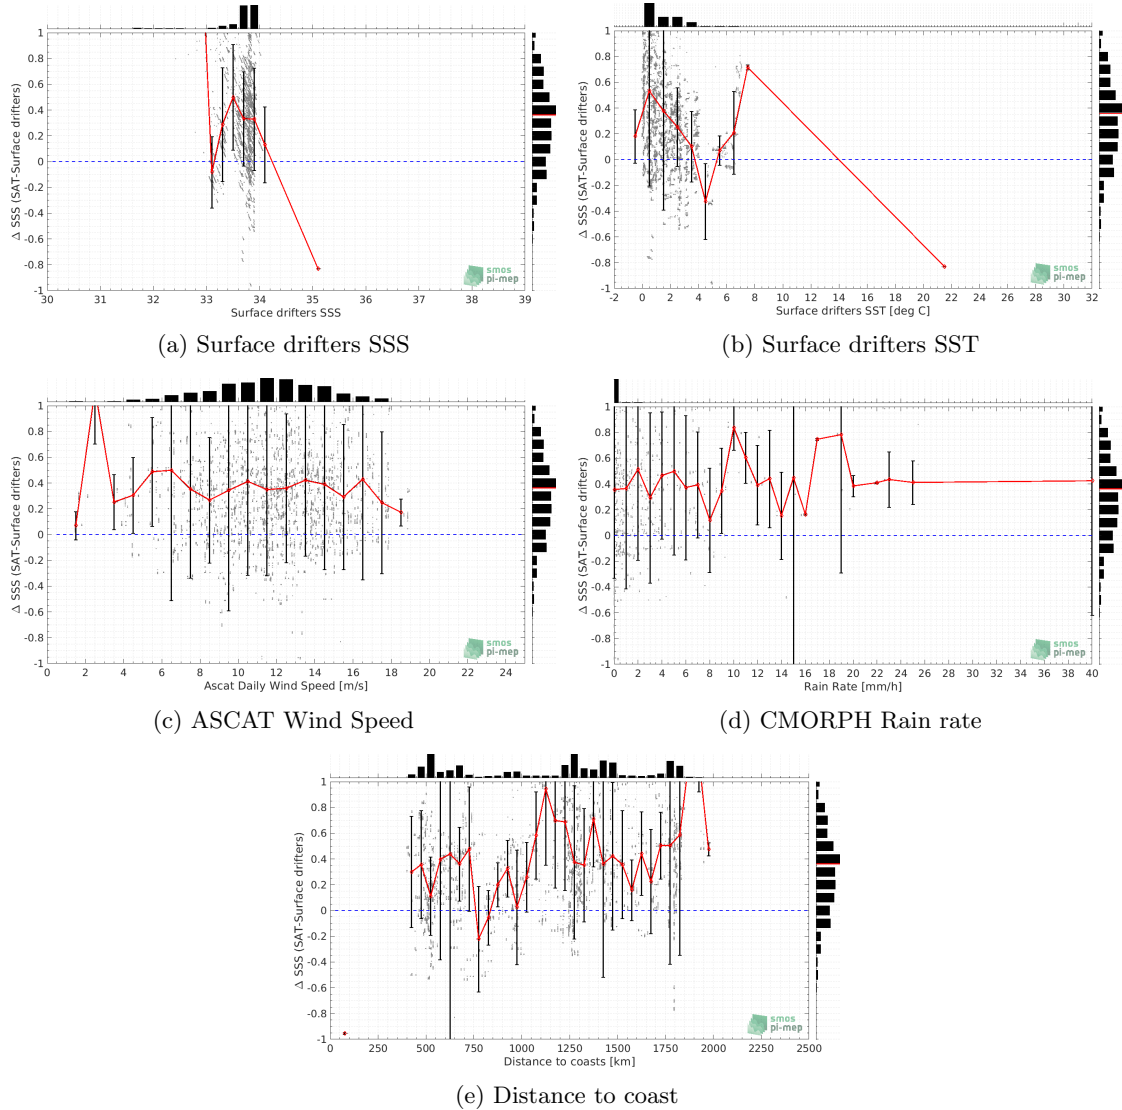 1
0.8
0.6
0.4
0.2
0
-0.2
-0.4
-0.6
-0.8
-1
Δ SSS (SAT-Surface drifters)
30 31 32 33 34 35 36 37 38 39
Surface drifters SSS
smos
pi-mep
(a) Surface drifters SSS
1
0.8
0.6
0.4
0.2
0
-0.2
-0.4
-0.6
-0.8
-1
Δ SSS (SAT-Surface drifters)
-2 0 2 4 6 8 10 12 14 16 18 20 22 24 26 28 30 32
Surface drifters SST [deg C]
smos
pi-mep
(b) Surface drifters SST
1
0.8
0.6
0.4
0.2
0
-0.2
-0.4
-0.6
-0.8
-1
Δ SSS (SAT-Surface drifters)
0 2 4 6 8 10 12 14 16 18 20 22 24
Ascat Daily Wind Speed [m/s]
smos
pi-mep
(c) ASCAT Wind Speed
1
0.8
0.6
0.4
0.2
0
-0.2
-0.4
-0.6
-0.8
-1
Δ SSS (SAT-Surface drifters)
0 2 4 6 8 10 12 14 16 18 20 22 24 26 28 30 32 34 36 38 40
Rain Rate [mm/h]
smos
pi-mep
(d) CMORPH Rain rate
1
0.8
0.6
0.4
0.2
0
-0.2
-0.4
-0.6
-0.8
-1
Δ SSS (SAT-Surface drifters)
0 250 500 750 1000 1250 1500 1750 2000 2250 2500
Distance to coasts [km]
smos
pi-mep
(e) Distance to coast